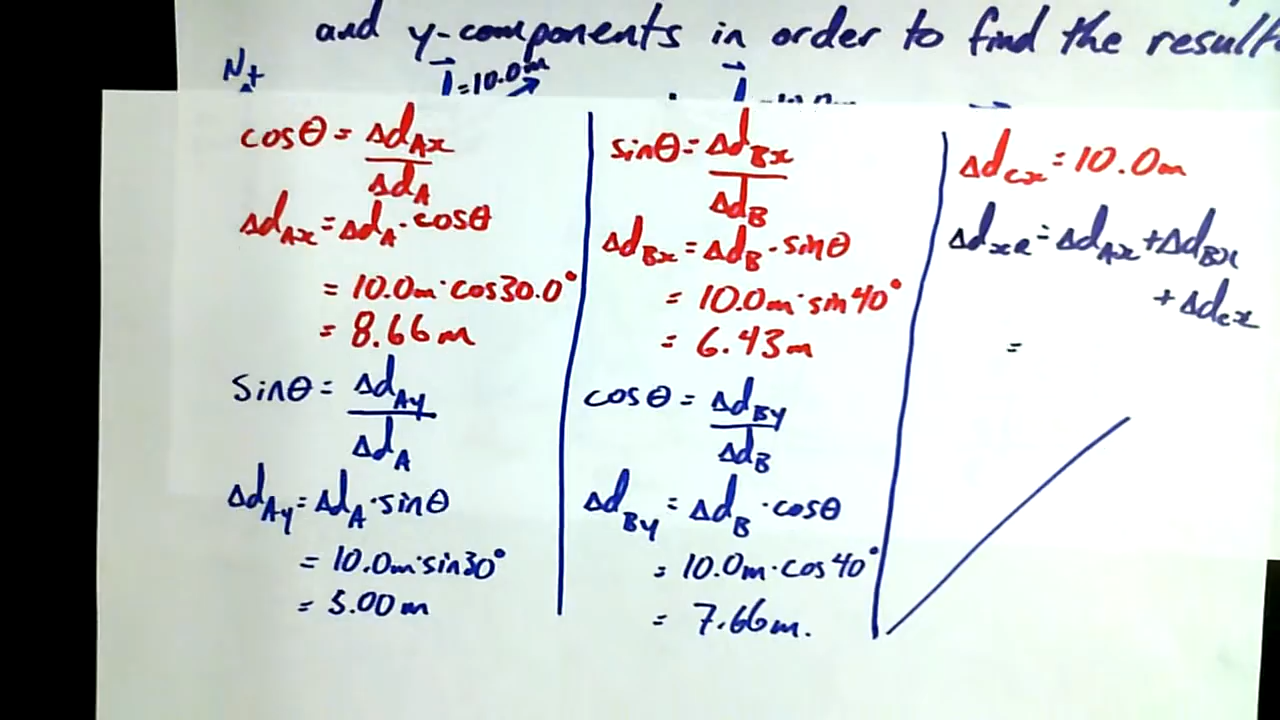 and y-components in order to find the
N+
= 10.0m
cosθ = ΔdAx / ΔdA
ΔdAx = ΔdA · cosθ
= 10.0m · cos30.0°
= 8.66m
sinθ = ΔdAy / ΔdA
ΔdAy = ΔdA · sinθ
= 10.0m · sin30°
= 5.00m
sinθ = ΔdBx / ΔdB
ΔdBx = ΔdB · sinθ
= 10.0m · sin40°
= 6.43m
cosθ = ΔdBy / ΔdB
ΔdBy = ΔdB · cosθ
= 10.0m · cos40°
= 7.66m.
Δdcx = 10.0m
ΔdxR = ΔdAx + ΔdBx
+ Δdcx
=